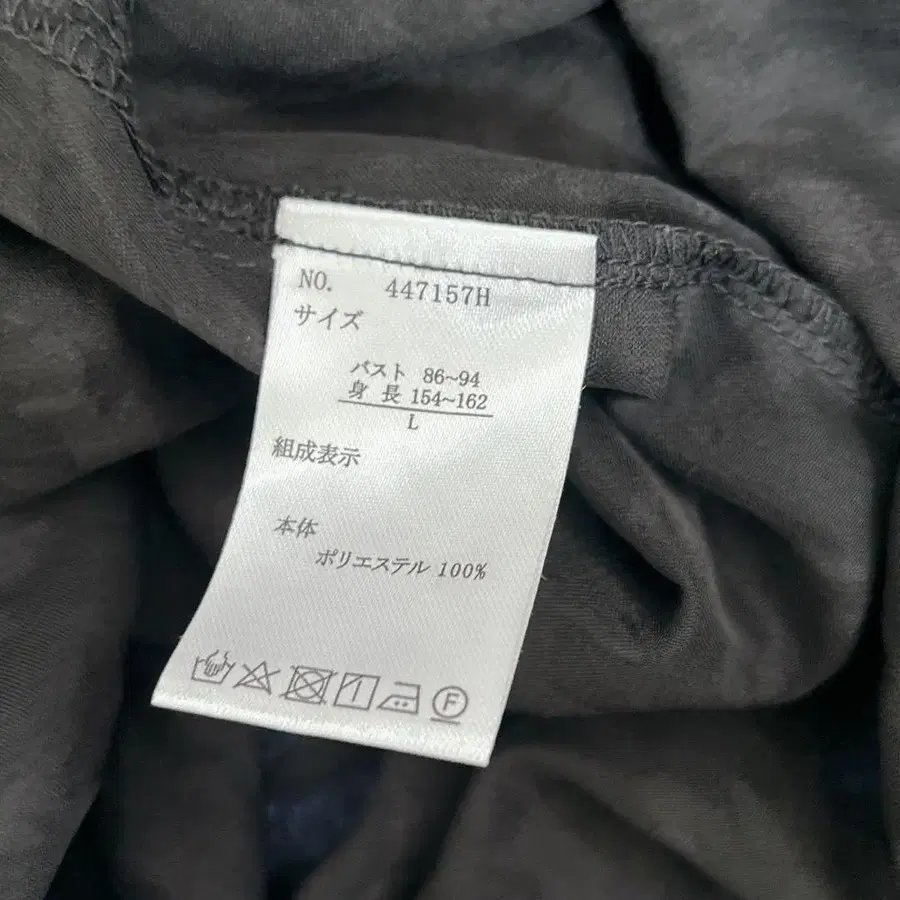 NO. 447157H
サイズ
バスト 86~94
身長 154~162
L
組成表示
本体
ポリエステル 100%
F